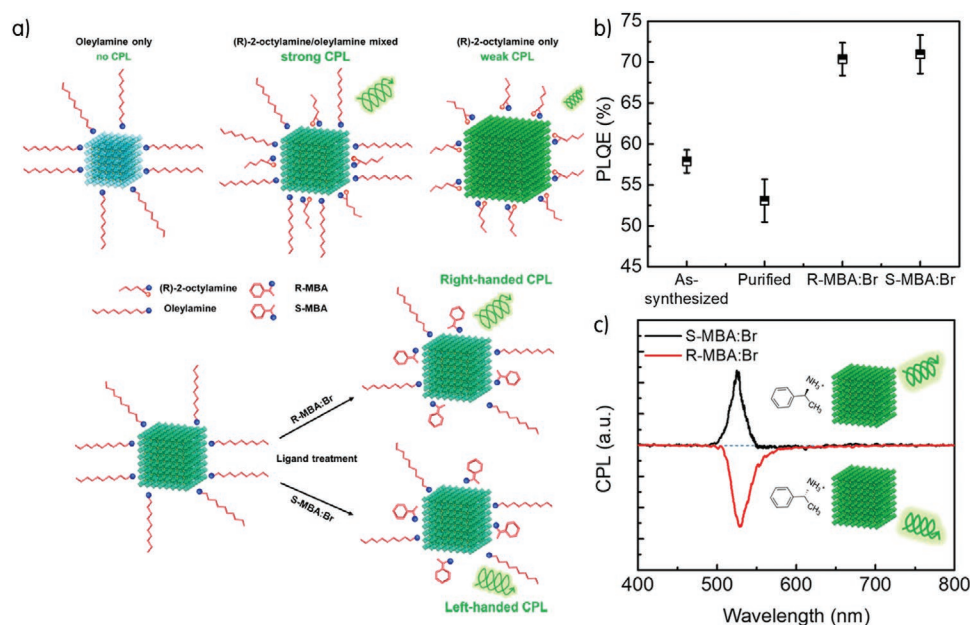 a)
Oleylamine only
no CPL
(R)-2-octylamine/oleylamine mixed
strong CPL
(R)-2-octylamine only
weak CPL
(R)-2-octylamine
Oleylamine
R-MBA
S-MBA
Right-handed CPL
R-MBA:Br
Ligand treatment
S-MBA:Br
Left-handed CPL
b)
PLQE (%)
75
70
65
60
55
50
45
As-
synthesized
Purified
R-MBA:Br
S-MBA:Br
c)
S-MBA:Br
R-MBA:Br
NH₃⁺
CH₃
NH₃⁺
CH₃
CPL (a.u.)
400 500 600 700 800
Wavelength (nm)